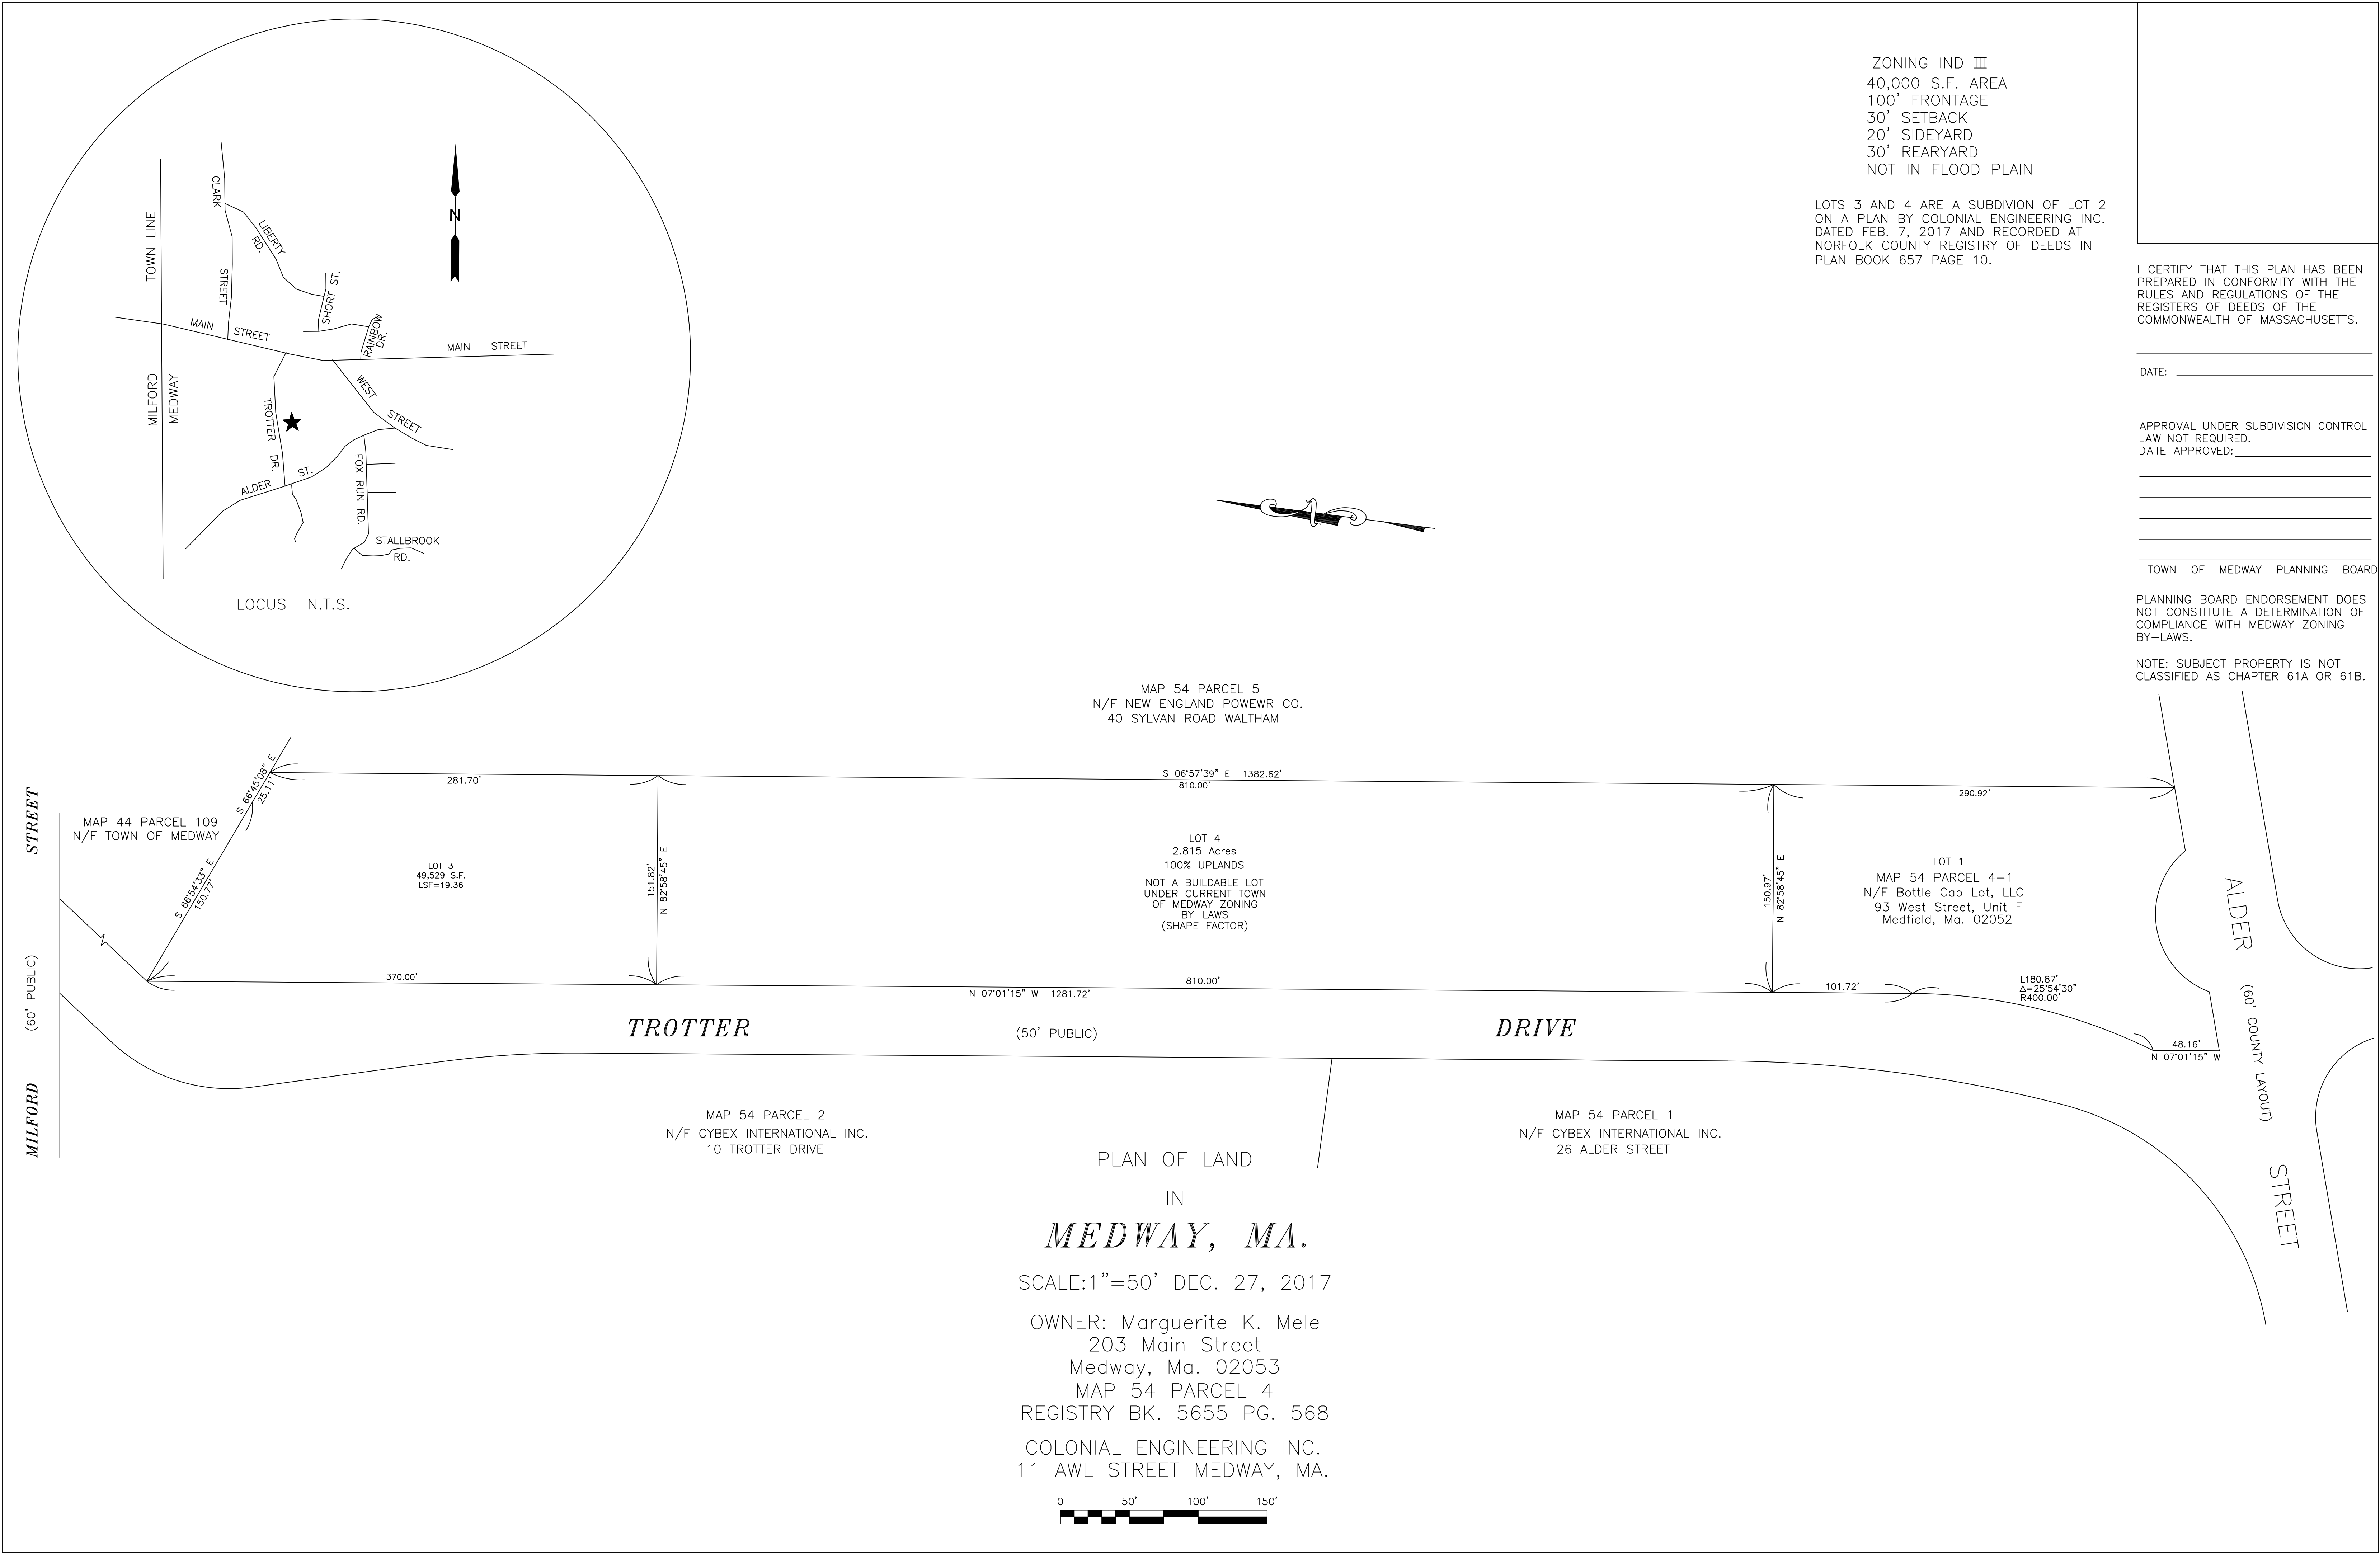 ZONING IND III
40,000 S.F. AREA
100' FRONTAGE
30' SETBACK
20' SIDEYARD
30' REARYARD
NOT IN FLOOD PLAIN
LOTS 3 AND 4 ARE A SUBDIVION OF LOT 2
ON A PLAN BY COLONIAL ENGINEERING INC.
DATED FEB. 7, 2017 AND RECORDED AT
NORFOLK COUNTY REGISTRY OF DEEDS IN
PLAN BOOK 657 PAGE 10.
I CERTIFY THAT THIS PLAN HAS BEEN
PREPARED IN CONFORMITY WITH THE
RULES AND REGULATIONS OF THE
REGISTERS OF DEEDS OF THE
COMMONWEALTH OF MASSACHUSETTS.
DATE:
APPROVAL UNDER SUBDIVISION CONTROL
LAW NOT REQUIRED.
DATE APPROVED:
TOWN OF MEDWAY PLANNING BOARD
PLANNING BOARD ENDORSEMENT DOES
NOT CONSTITUTE A DETERMINATION OF
COMPLIANCE WITH MEDWAY ZONING
BY-LAWS.
NOTE: SUBJECT PROPERTY IS NOT
CLASSIFIED AS CHAPTER 61A OR 61B.
TOWN LINE
CLARK
STREET
LIBERTY
RD.
SHORT ST.
RAINBOW
DR.
N
MAIN STREET
MAIN STREET
MILFORD
MEDWAY
WEST
STREET
TROTTER
DR.
ALDER
ST.
FOX RUN RD.
STALLBROOK
RD.
LOCUS N.T.S.
N
MAP 54 PARCEL 5
N/F NEW ENGLAND POWEWR CO.
40 SYLVAN ROAD WALTHAM
S 66°45'08" E
25.11'
281.70'
S 06°57'39" E 1382.62'
810.00'
290.92'
STREET
(60' PUBLIC)
MILFORD
MAP 44 PARCEL 109
N/F TOWN OF MEDWAY
S 66°54'33" E
150.77'
LOT 3
49,529 S.F.
LSF=19.36
151.82'
N 82°58'45" E
LOT 4
2.815 Acres
100% UPLANDS
NOT A BUILDABLE LOT
UNDER CURRENT TOWN
OF MEDWAY ZONING
BY-LAWS
(SHAPE FACTOR)
150.97'
N 82°58'45" E
LOT 1
MAP 54 PARCEL 4-1
N/F Bottle Cap Lot, LLC
93 West Street, Unit F
Medfield, Ma. 02052
ALDER
(60' COUNTY LAYOUT)
STREET
370.00'
810.00'
N 07°01'15" W 1281.72'
101.72'
L180.87'
Δ=25°54'30"
R400.00'
48.16'
N 07°01'15" W
TROTTER
(50' PUBLIC)
DRIVE
MAP 54 PARCEL 2
N/F CYBEX INTERNATIONAL INC.
10 TROTTER DRIVE
MAP 54 PARCEL 1
N/F CYBEX INTERNATIONAL INC.
26 ALDER STREET
PLAN OF LAND
IN
MEDWAY, MA.
SCALE:1"=50' DEC. 27, 2017
OWNER: Marguerite K. Mele
203 Main Street
Medway, Ma. 02053
MAP 54 PARCEL 4
REGISTRY BK. 5655 PG. 568
COLONIAL ENGINEERING INC.
11 AWL STREET MEDWAY, MA.
0 50' 100' 150'